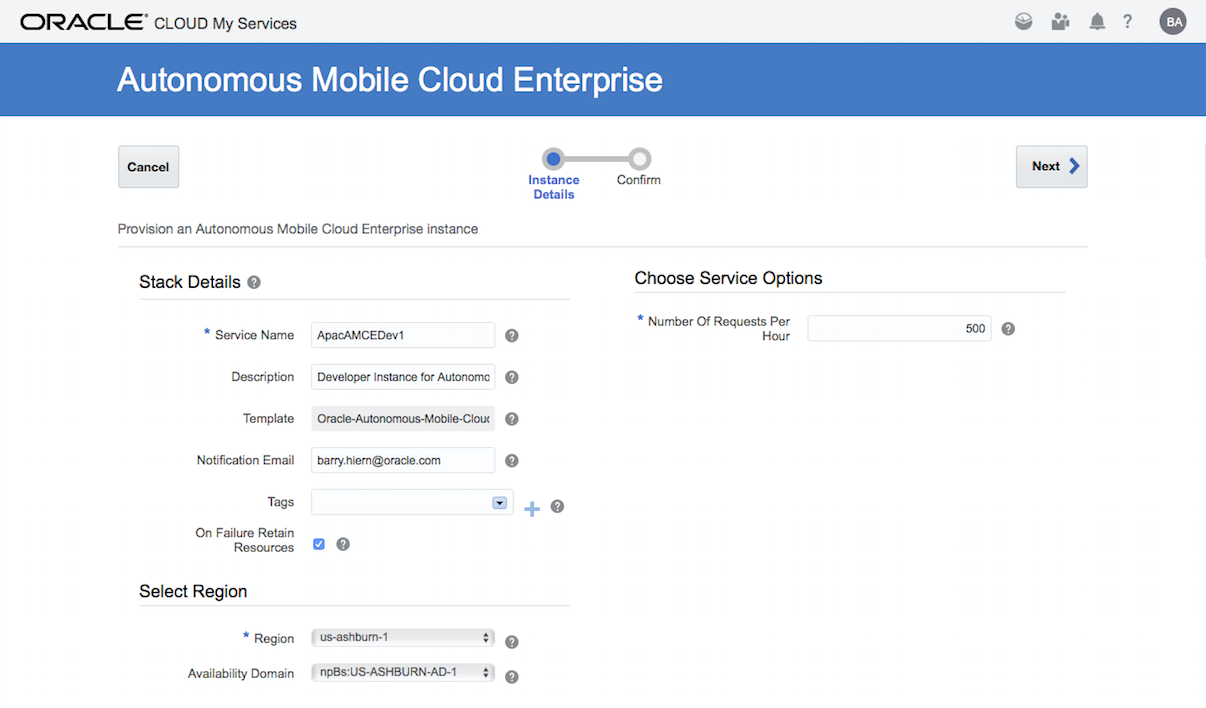 ORACLE® CLOUD My Services
? BA
Autonomous Mobile Cloud Enterprise
Cancel
Instance
Details
Confirm
Next
Provision an Autonomous Mobile Cloud Enterprise instance
Stack Details ?
* Service Name ApacAMCEDev1 ?
Description Developer Instance for Autonomo ?
Template Oracle-Autonomous-Mobile-Clouc ?
Notification Email barry.hiern@oracle.com ?
Tags + ?
On Failure Retain
Resources ?
Select Region
* Region us-ashburn-1 ?
Availability Domain npBs:US-ASHBURN-AD-1 ?
Choose Service Options
* Number Of Requests Per
Hour 500 ?